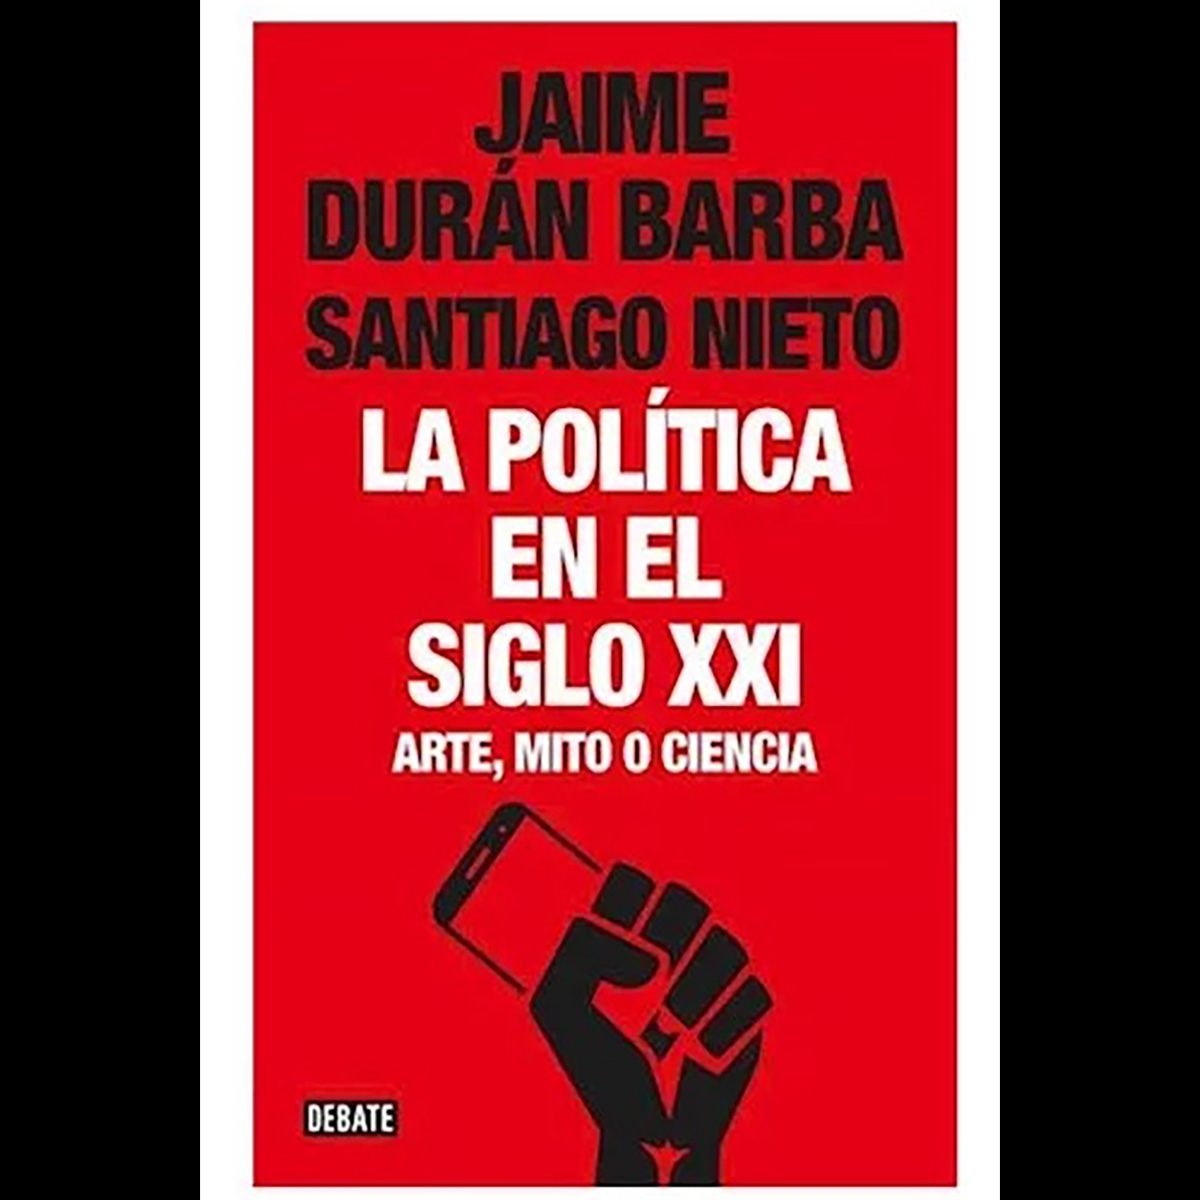 JAIME
DURÁN BARBA
SANTIAGO NIETO
LA POLÍTICA
EN EL
SIGLO XXI
ARTE, MITO O CIENCIA
DEBATE